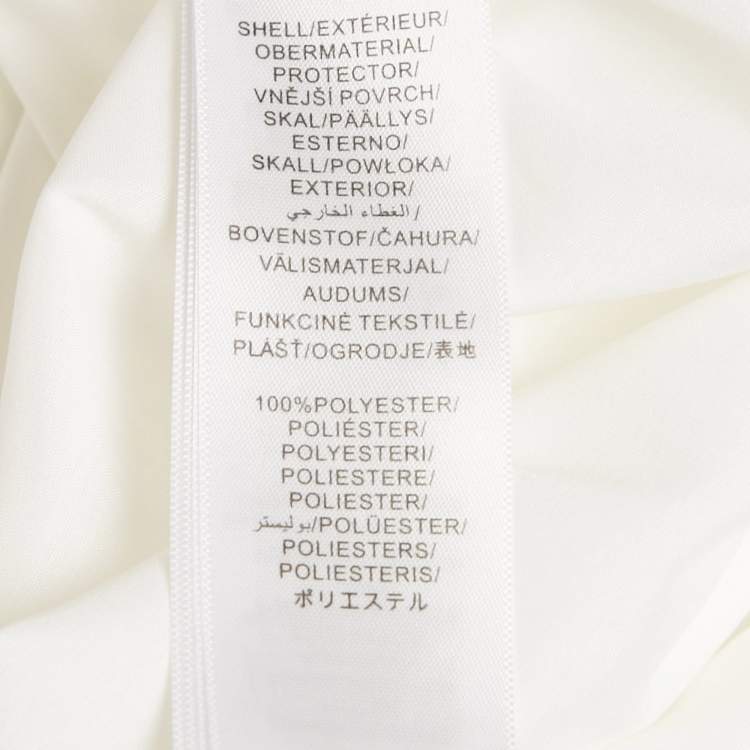 SHELL/EXTÉRIEUR/
OBERMATERIAL/
PROTECTOR/
VNĚJŠÍ POVRCH/
SKAL/PÄÄLLYS/
ESTERNO/
SKALL/POWŁOKA/
EXTERIOR/
الغطاء الخارجي/
BOVENSTOF/ČAHURA/
VÄLISMATERJAL/
AUDUMS/
FUNKCINĖ TEKSTILĖ/
PLÁŠŤ/OGRODJE/表地
100%POLYESTER/
POLIÉSTER/
POLYESTERI/
POLIESTERE/
POLIESTER/
بوليستر/POLÜESTER/
POLIESTERS/
POLIESTERIS/
ポリエステル